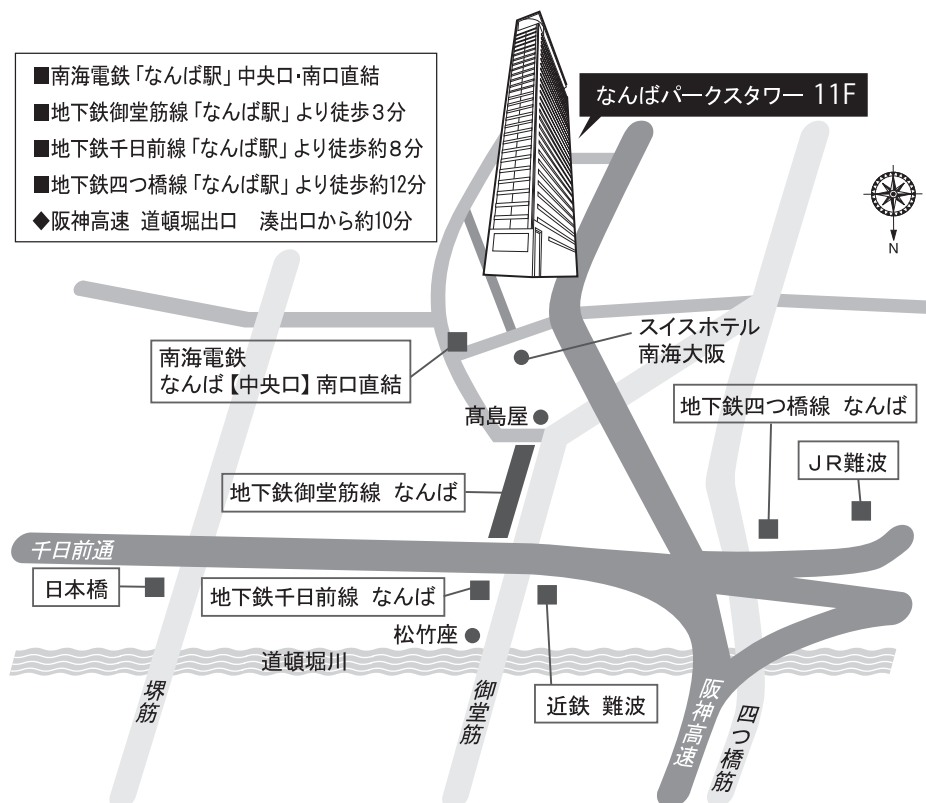 ■南海電鉄「なんば駅」中央口･南口直結
■地下鉄御堂筋線「なんば駅」より徒歩3分
■地下鉄千日前線「なんば駅」より徒歩約8分
■地下鉄四つ橋線「なんば駅」より徒歩約12分
◆阪神高速 道頓堀出口　湊出口から約10分
なんばパークスタワー 11F
N
スイスホテル
南海大阪
南海電鉄
なんば【中央口】南口直結
髙島屋
地下鉄四つ橋線 なんば
JR難波
地下鉄御堂筋線 なんば
千日前通
日本橋
地下鉄千日前線 なんば
松竹座
道頓堀川
近鉄 難波
堺筋
御堂筋
阪神高速
四つ橋筋